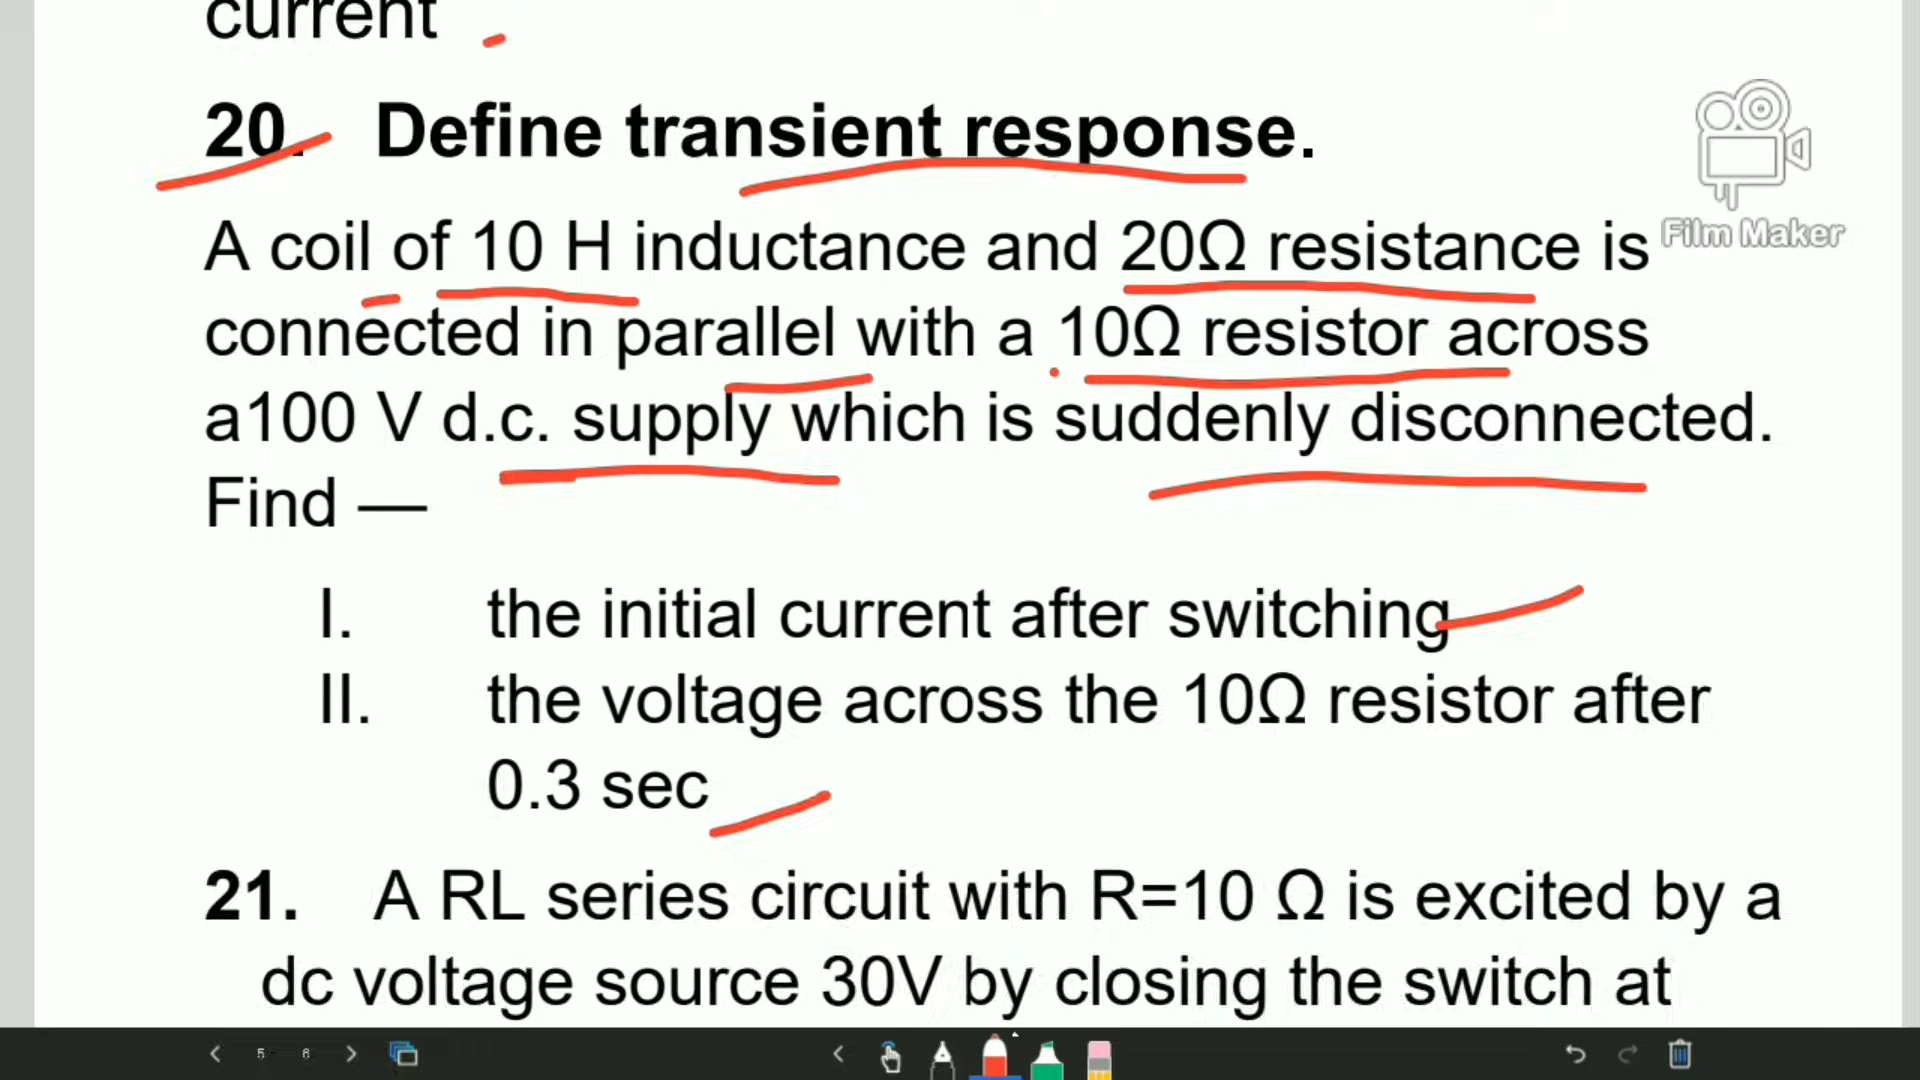 current
20. Define transient response.
Film Maker
A coil of 10 H inductance and 20Ω resistance is
connected in parallel with a 10Ω resistor across
a100 V d.c. supply which is suddenly disconnected.
Find —
I. the initial current after switching
II. the voltage across the 10Ω resistor after
0.3 sec
21. A RL series circuit with R=10 Ω is excited by a
dc voltage source 30V by closing the switch at
5 6